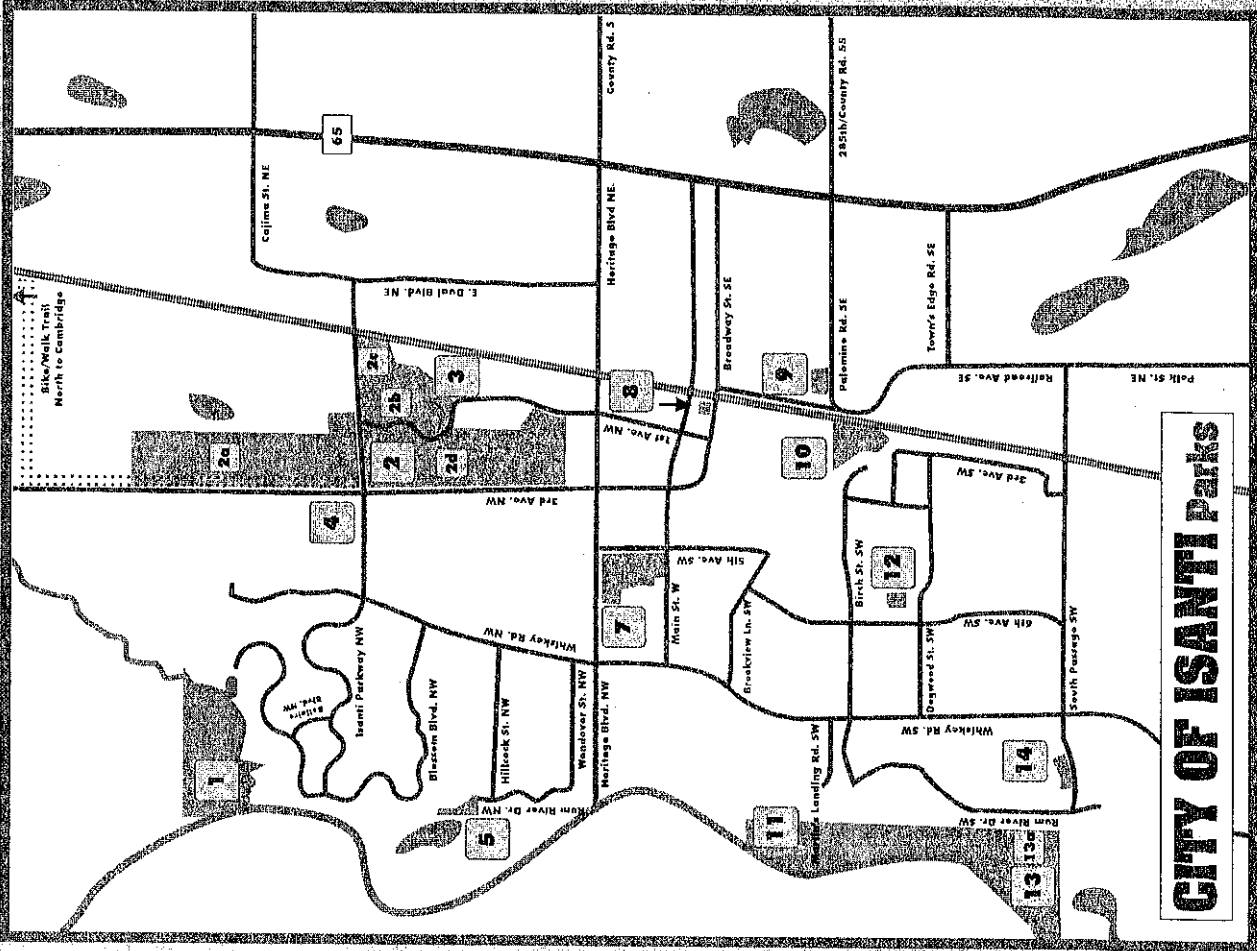 CITY OF ISANTI Parks
Bike/Walk Trail
North to Cambridge
65
Cajima St. NE
E. Dual Blvd. NE
County Rd. 5
Heritage Blvd NE
285th/County Rd. 55
Broadway St. SE
Palomino Rd. SE
Town's Edge Rd. SE
Railroad Ave. SE
Polk St. NE
2a
2b
2c
2d
2
3
4
8
9
10
1st Ave. NW
3rd Ave. NW
3rd Ave. SW
5th Ave. SW
6th Ave. SW
Main St. W
Brookview Ln. SW
Birch St. SW
12
Dogwood St. SW
South Passage SW
7
Whiskey Rd. NW
Whiskey Rd. SW
Isanti Parkway NW
Bellaire
Blvd. NW
Blossom Blvd. NW
Hillock St. NW
Wendover St. NW
Heritage Blvd. NW
Rum River Dr. NW
Rum River Dr. SW
Landing Rd. SW
1
5
11
13
13a
14